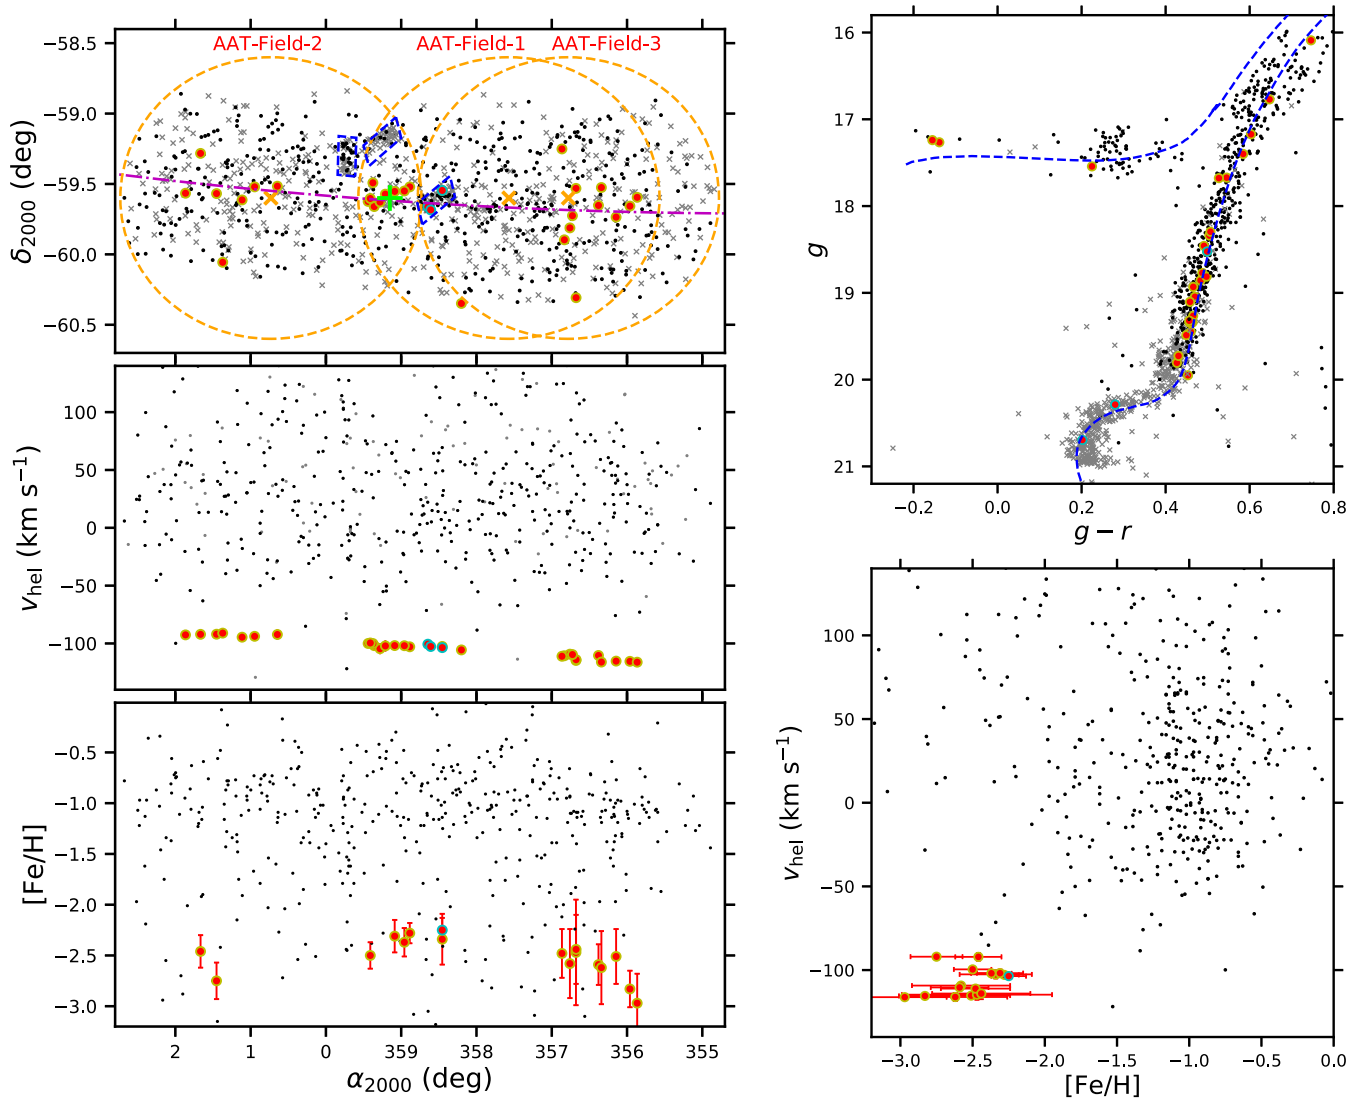 AAT-Field-2 AAT-Field-1 AAT-Field-3
−58.5
−59.0
−59.5
−60.0
−60.5
δ2000 (deg)
100
50
0
−50
−100
vhel (km s−1)
−0.5
−1.0
−1.5
−2.0
−2.5
−3.0
[Fe/H]
2 1 0 359 358 357 356 355
α2000 (deg)
16
17
18
19
20
21
g
−0.2 0.0 0.2 0.4 0.6 0.8
g − r
100
50
0
−50
−100
vhel (km s−1)
−3.0 −2.5 −2.0 −1.5 −1.0 −0.5 0.0
[Fe/H]